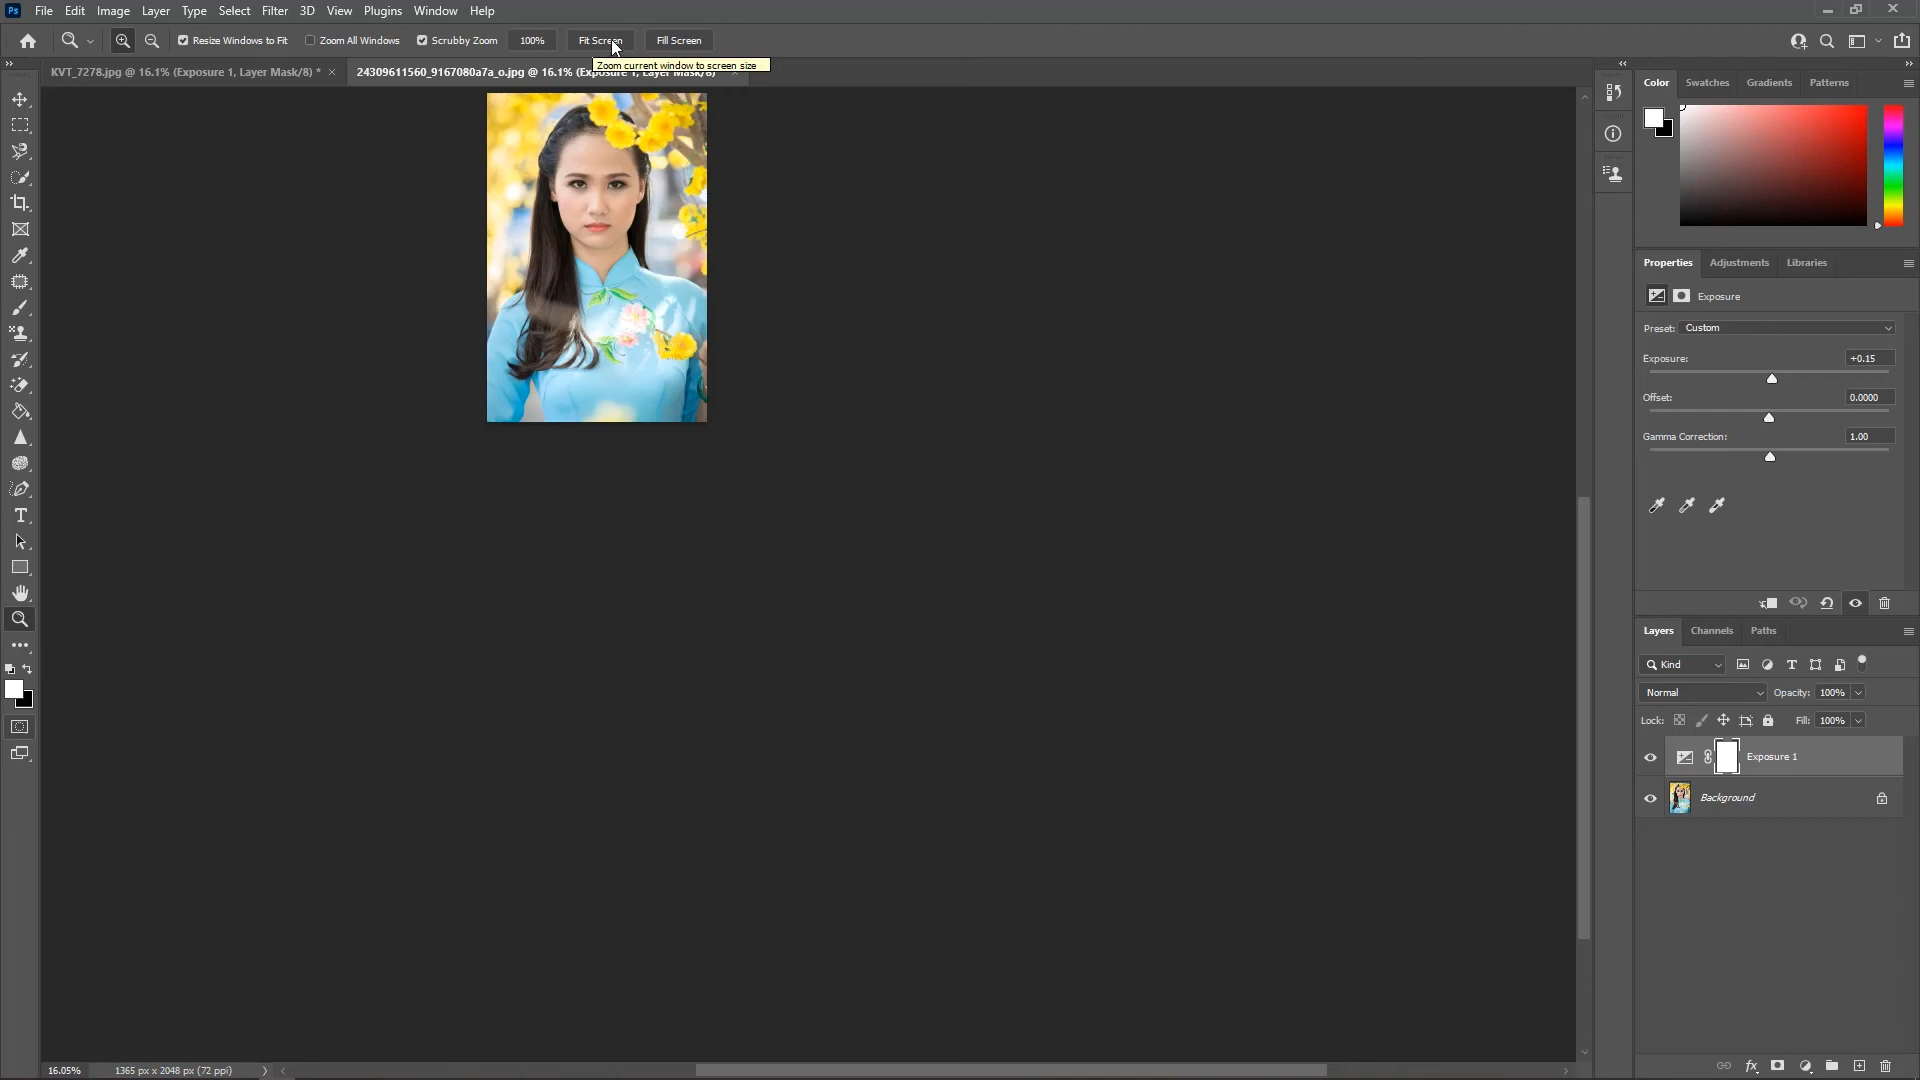 Ps File Edit Image Layer Type Select Filter 3D View Plugins Window Help
Resize Windows to Fit Zoom All Windows Scrubby Zoom 100% Fit Screen Fill Screen
Zoom current window to screen size
KVT_7278.jpg @ 16.1% (Exposure 1, Layer Mask/8) * × 24309611560_9167080a7a_o.jpg @ 16.1% (Exposure 1, Layer Mask/8) ×
Color Swatches Gradients Patterns
Properties Adjustments Libraries
Exposure
Preset: Custom
Exposure: +0.15
Offset: 0.0000
Gamma Correction: 1.00
Layers Channels Paths
Kind
Normal Opacity: 100%
Lock: Fill: 100%
Exposure 1
Background
16.05% 1365 px x 2048 px (72 ppi)